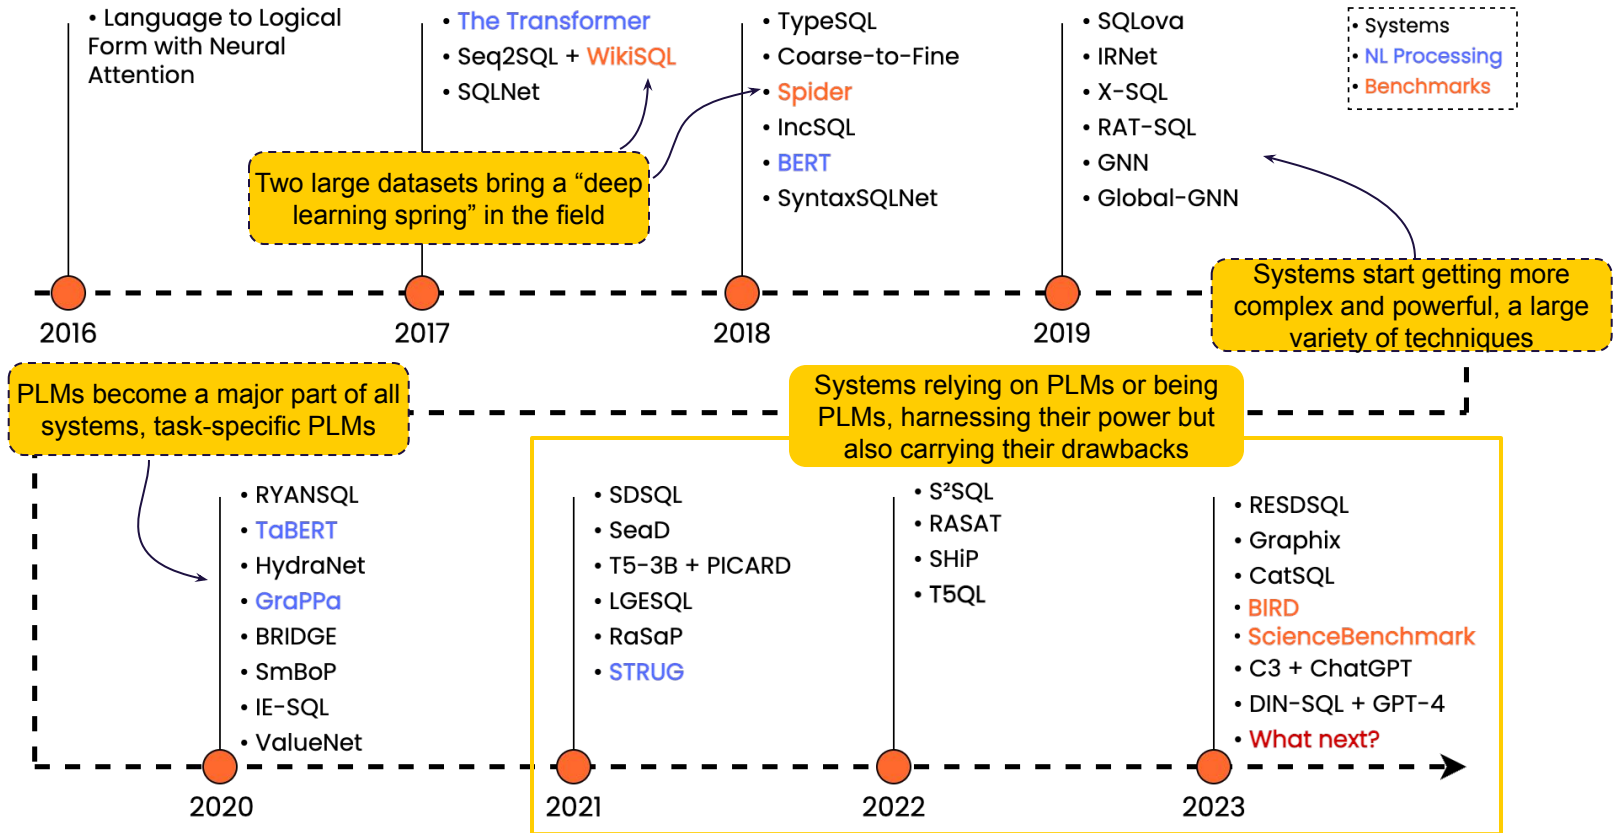 • Language to Logical
Form with Neural
Attention
• The Transformer
• Seq2SQL + WikiSQL
• SQLNet
• TypeSQL
• Coarse-to-Fine
• Spider
• IncSQL
• BERT
• SyntaxSQLNet
• SQLova
• IRNet
• X-SQL
• RAT-SQL
• GNN
• Global-GNN
• Systems
• NL Processing
• Benchmarks
Two large datasets bring a “deep
learning spring” in the field
Systems start getting more
complex and powerful, a large
variety of techniques
2016
2017
2018
2019
PLMs become a major part of all
systems, task-specific PLMs
Systems relying on PLMs or being
PLMs, harnessing their power but
also carrying their drawbacks
• RYANSQL
• TaBERT
• HydraNet
• GraPPa
• BRIDGE
• SmBoP
• IE-SQL
• ValueNet
• SDSQL
• SeaD
• T5-3B + PICARD
• LGESQL
• RaSaP
• STRUG
• S²SQL
• RASAT
• SHiP
• T5QL
• RESDSQL
• Graphix
• CatSQL
• BIRD
• ScienceBenchmark
• C3 + ChatGPT
• DIN-SQL + GPT-4
• What next?
2020
2021
2022
2023